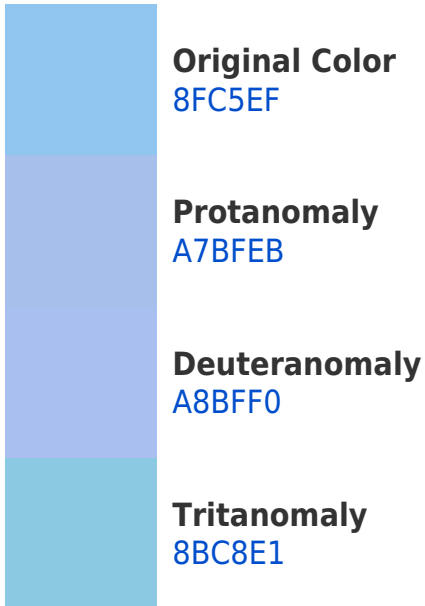 Original Color
8FC5EF
Protanomaly
A7BFEB
Deuteranomaly
A8BFF0
Tritanomaly
8BC8E1